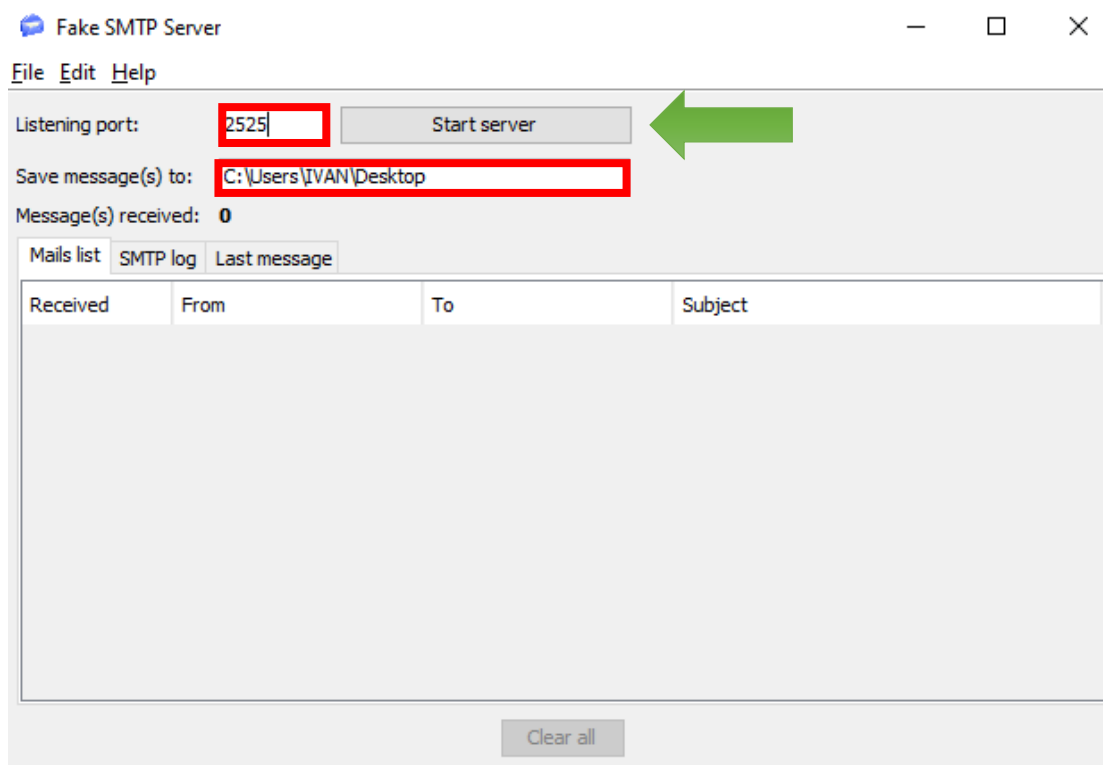 Fake SMTP Server
File Edit Help
Listening port: 2525 Start server
Save message(s) to: C:\Users\IVAN\Desktop
Message(s) received: 0
Mails list SMTP log Last message
Received From To Subject
Clear all